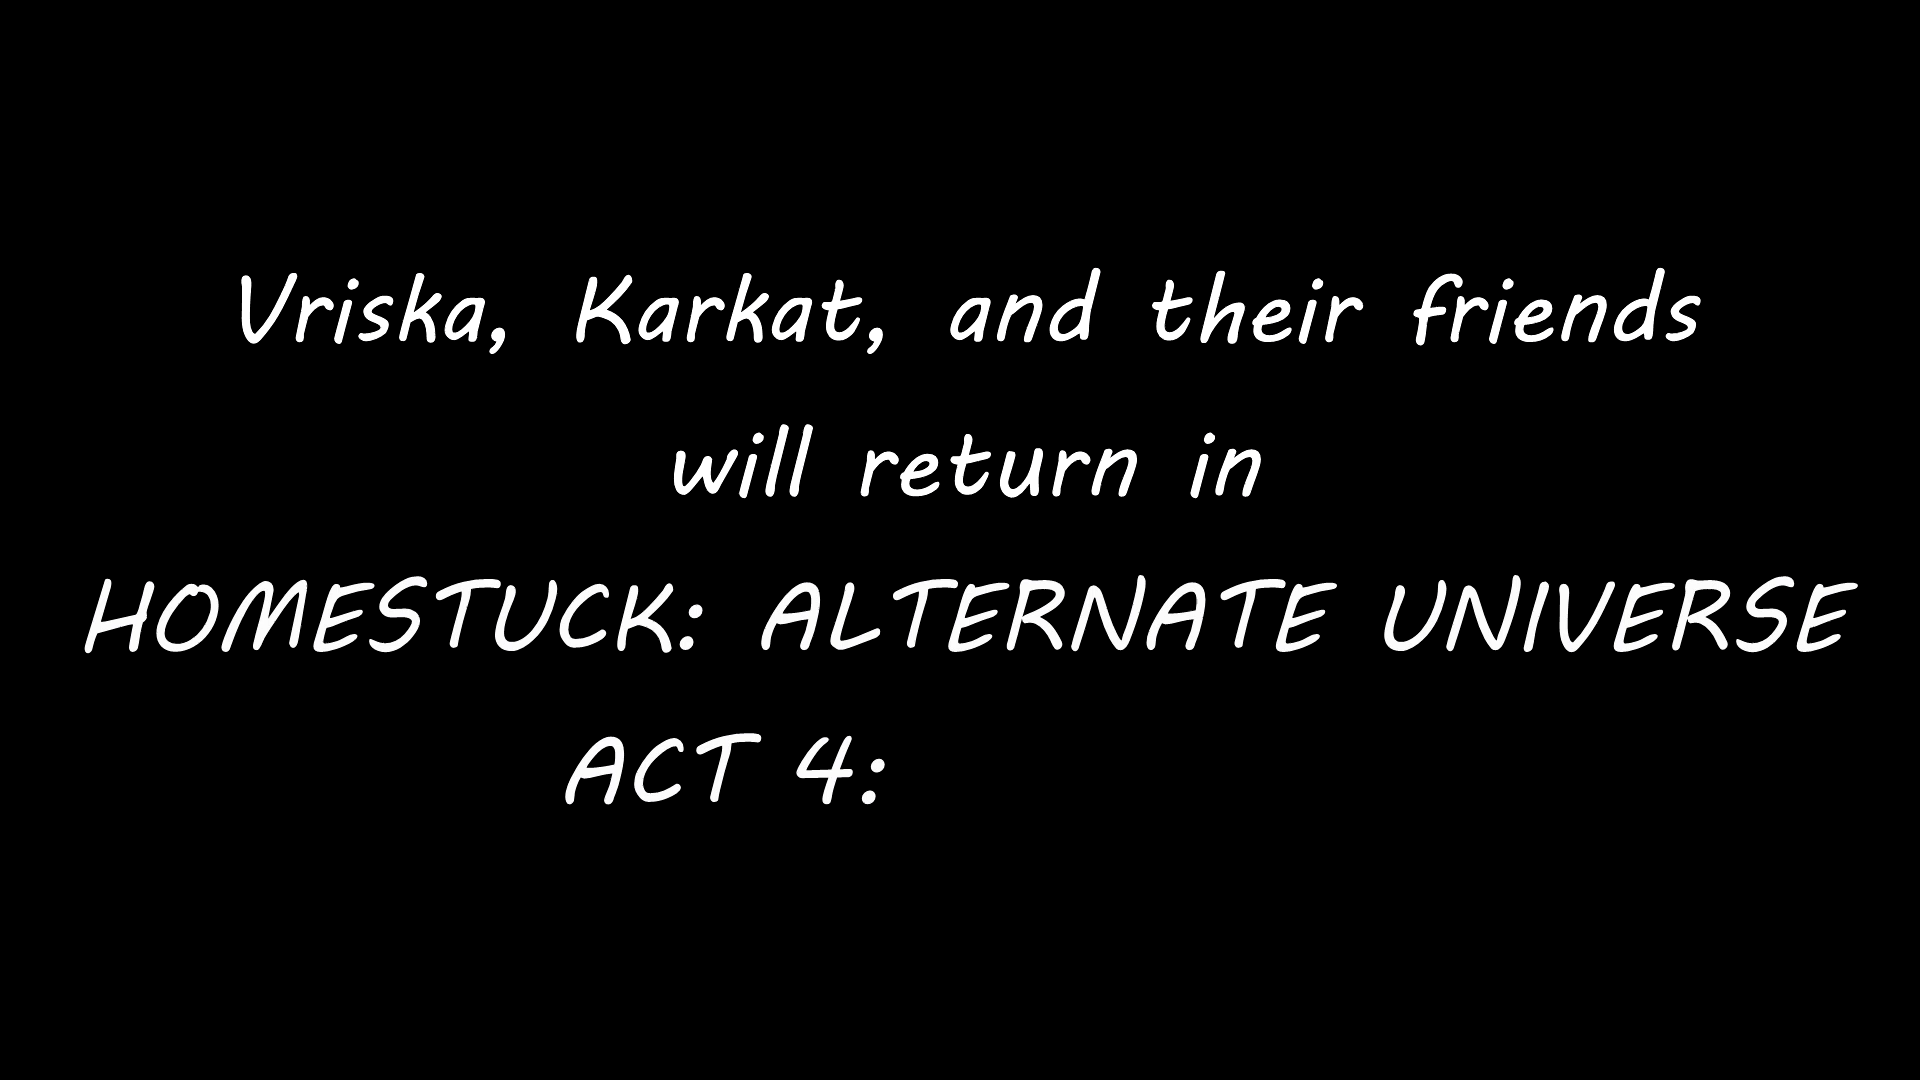 Vriska, Karkat, and their friends
will return in
HOMESTUCK: ALTERNATE UNIVERSE
ACT 4: